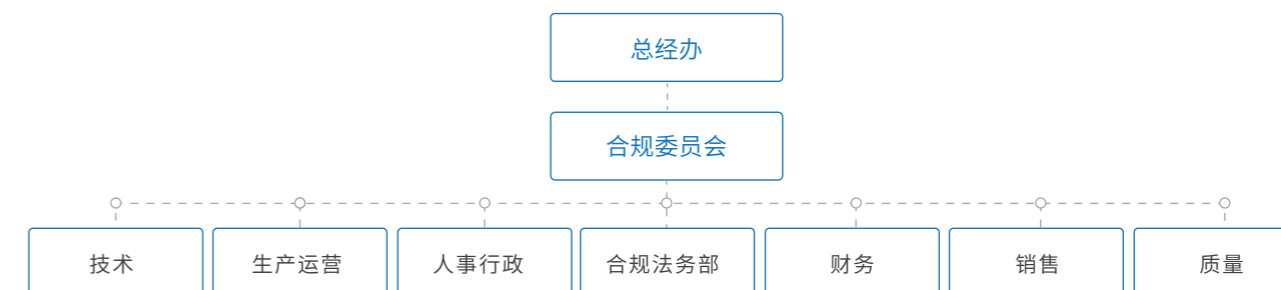 总经办
合规委员会
技术
生产运营
人事行政
合规法务部
财务
销售
质量